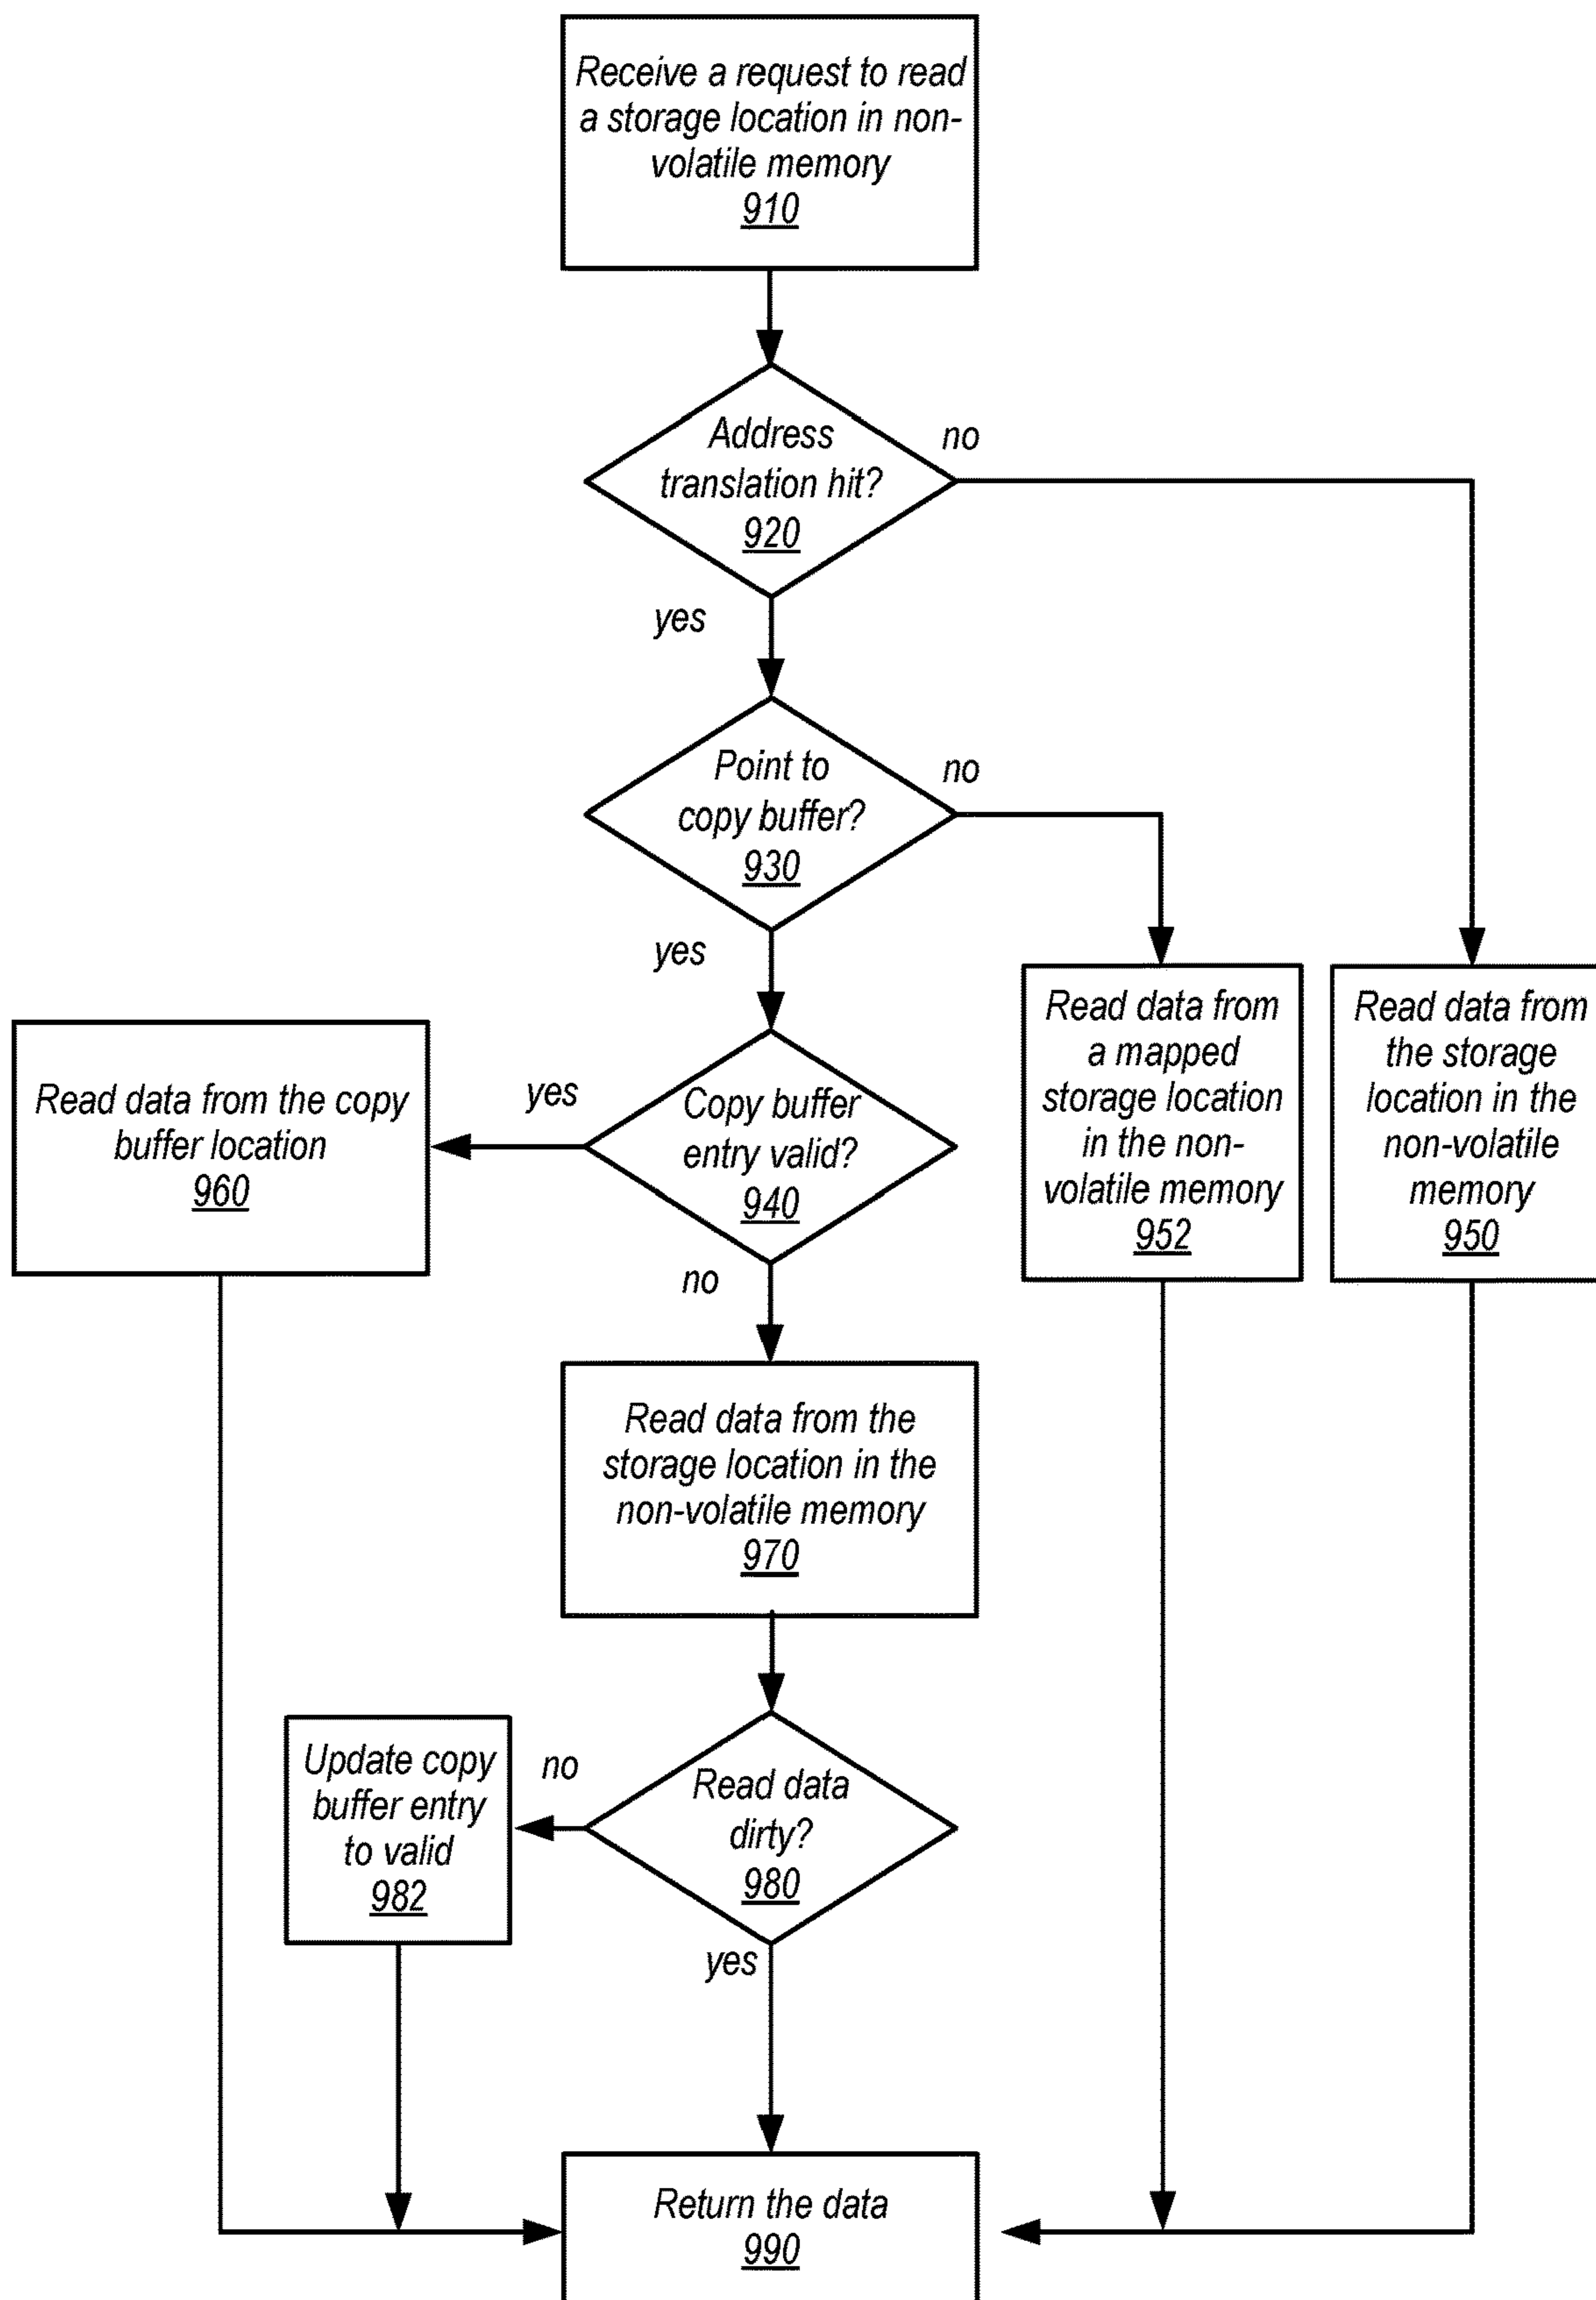 Receive a request to read
a storage location in non-
volatile memory
910
Address
translation hit?
920
no
yes
Point to
copy buffer?
930
no
yes
Read data from
a mapped
storage location
in the non-
volatile memory
952
Read data from
the storage
location in the
non-volatile
memory
950
Read data from the copy
buffer location
960
yes
Copy buffer
entry valid?
940
no
Read data from the
storage location in the
non-volatile memory
970
Update copy
buffer entry
to valid
982
no
Read data
dirty?
980
yes
Return the data
990